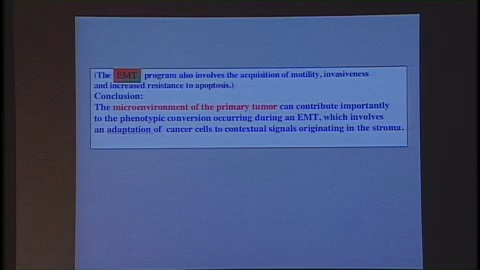 (The EMT program also involves the acquisition of motility, invasiveness
and increased resistance to apoptosis.)
Conclusion:
The microenvironment of the primary tumor can contribute importantly
to the phenotypic conversion occurring during an EMT, which involves
an adaptation of cancer cells to contextual signals originating in the stroma.